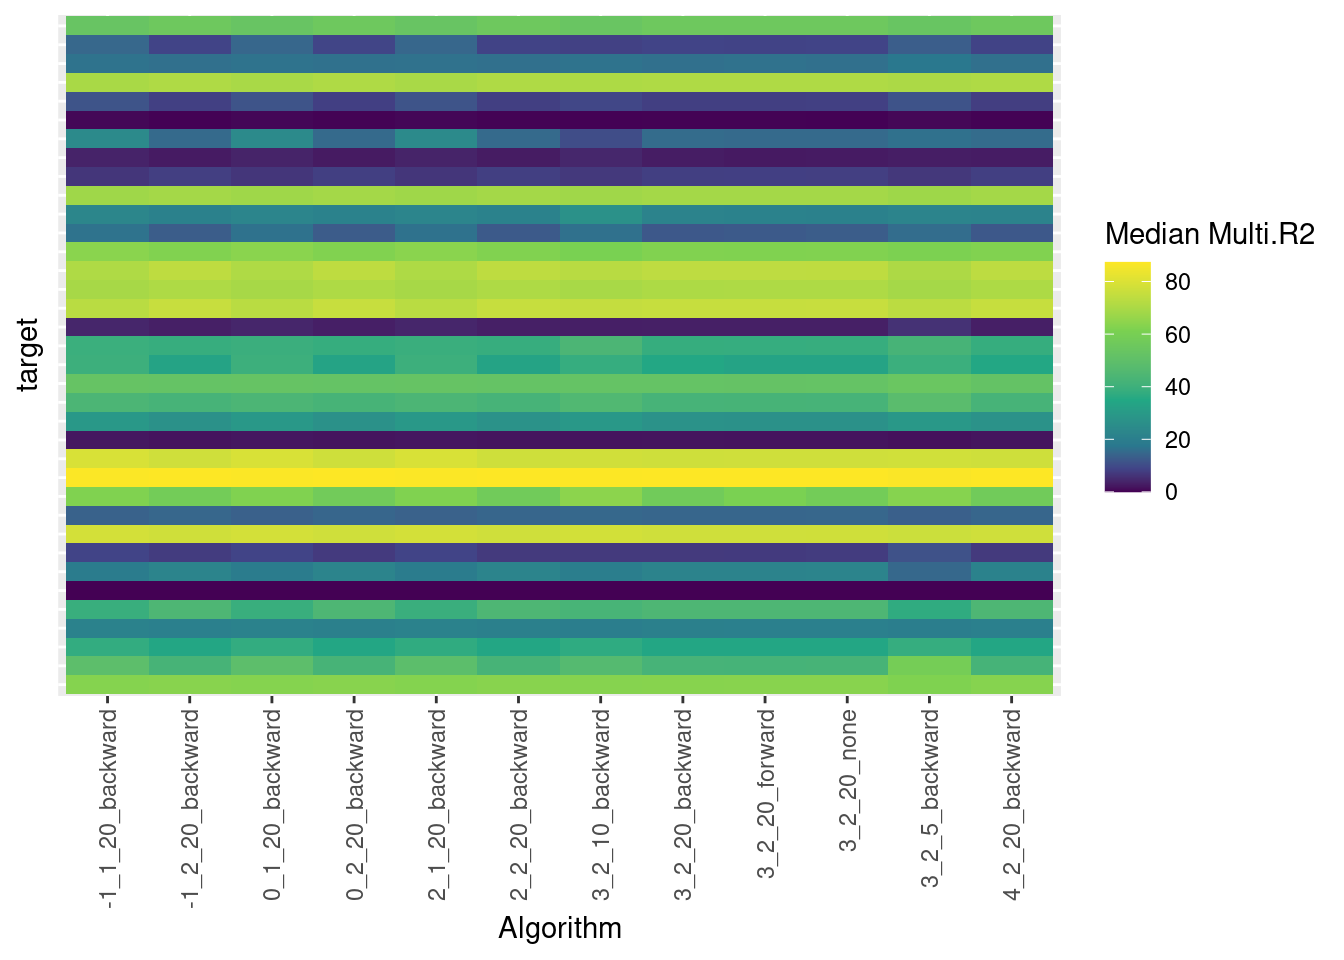 target
Median Multi.R2
80
60
40
20
0
-1_1_20_backward
-1_2_20_backward
0_1_20_backward
0_2_20_backward
2_1_20_backward
2_2_20_backward
3_2_10_backward
3_2_20_backward
3_2_20_forward
3_2_20_none
3_2_5_backward
4_2_20_backward
Algorithm